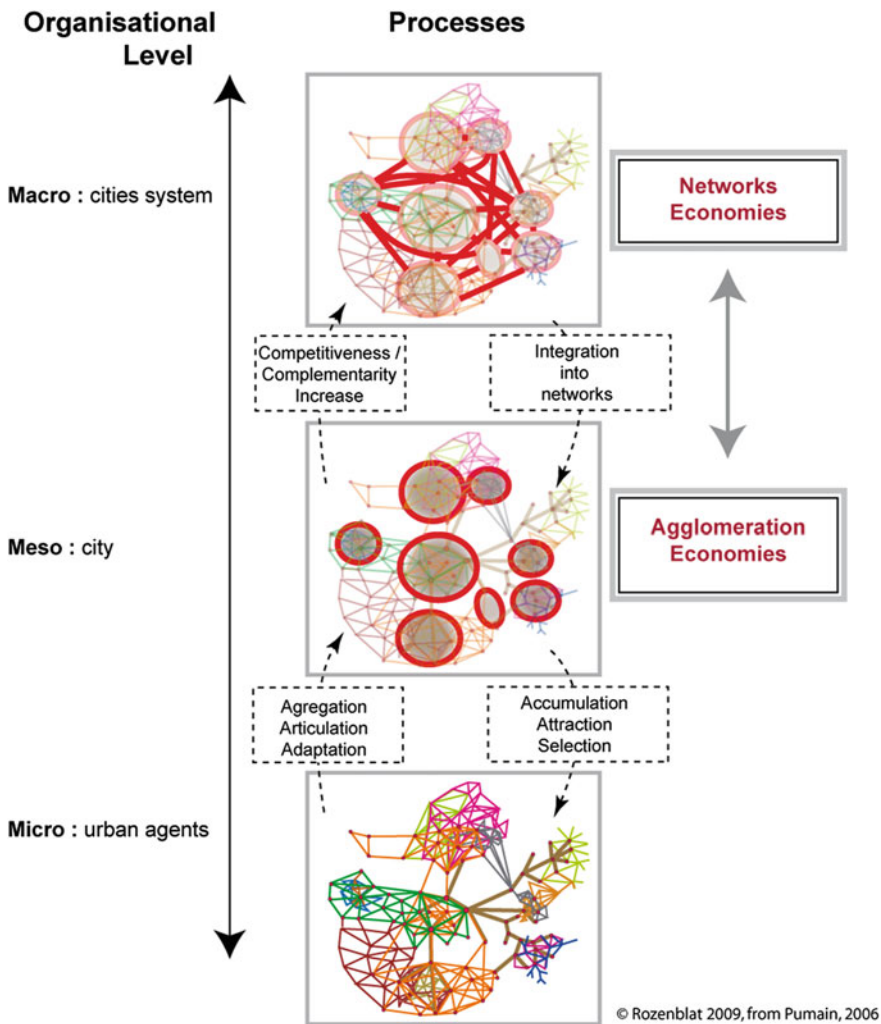 Organisational
Level
Processes
Macro : cities system
Networks
Economies
Competitiveness /
Complementarity
Increase
Integration
into
networks
Meso : city
Agglomeration
Economies
Agregation
Articulation
Adaptation
Accumulation
Attraction
Selection
Micro : urban agents
© Rozenblat 2009, from Pumain, 2006